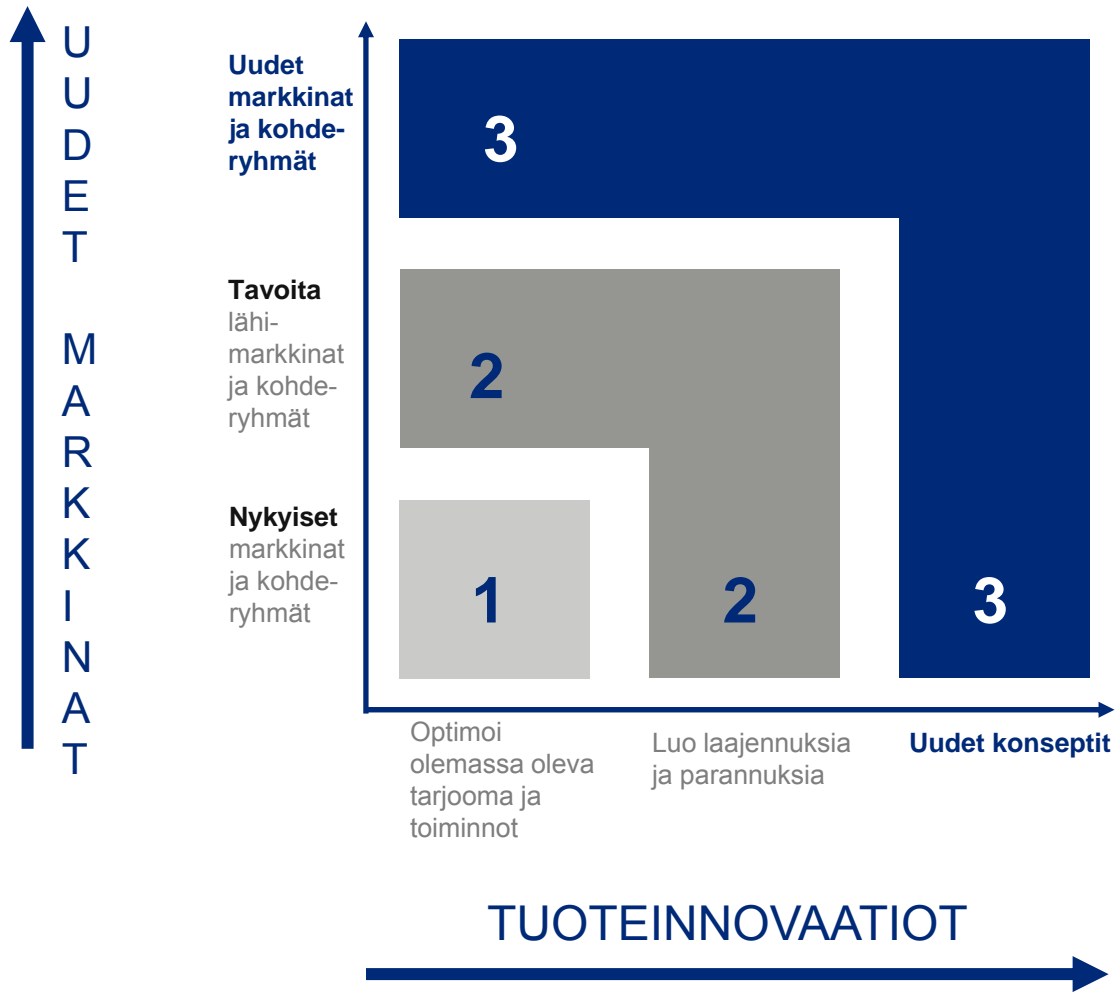 UUDET MARKKINAT
Uudet
markkinat
ja kohde-
ryhmät
3
Tavoita
lähi-
markkinat
ja kohde-
ryhmät
2
Nykyiset
markkinat
ja kohde-
ryhmät
1
2
3
Optimoi
olemassa oleva
tarjooma ja
toiminnot
Luo laajennuksia
ja parannuksia
Uudet konseptit
TUOTEINNOVAATIOT